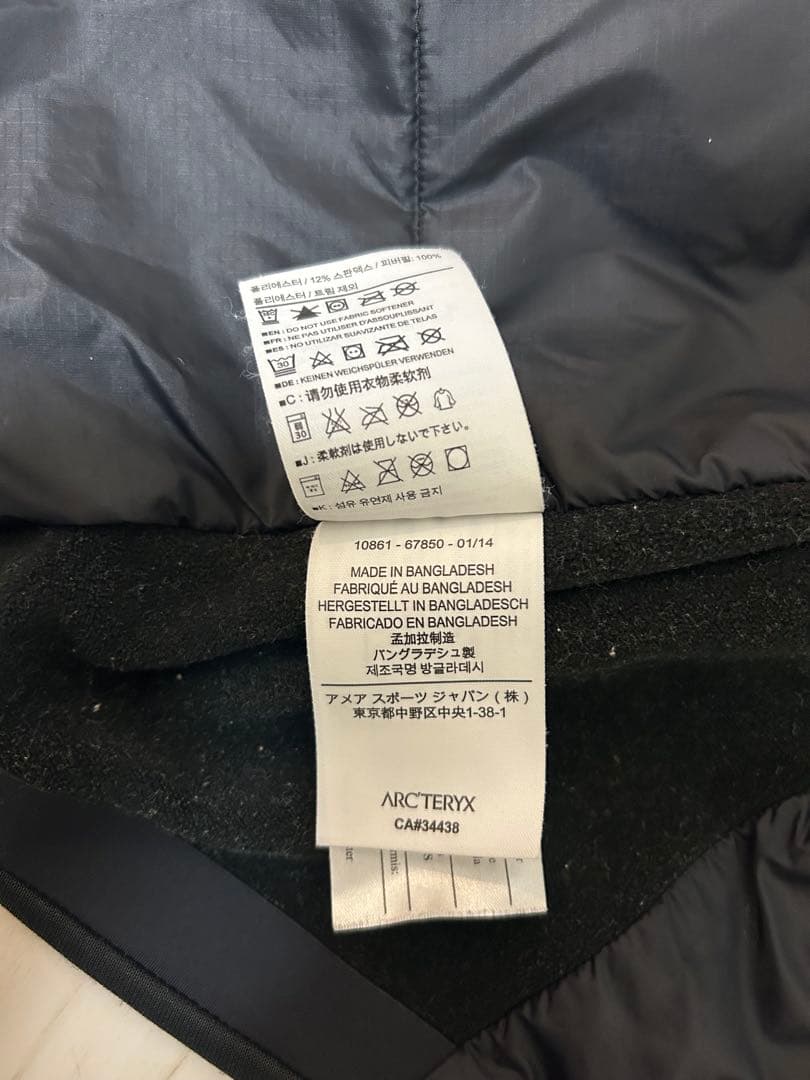 폴리에스터 / 12% 스판덱스 / 피버필: 100%
폴리에스터 / 트림 제외
■EN : DO NOT USE FABRIC SOFTENER
■FR : NE PAS UTILISER D'ASSOUPLISSANT
■ES : NO UTILIZAR SUAVIZANTE DE TELAS
30
■DE : KEINEN WEICHSPÜLER VERWENDEN
■C : 请勿使用衣物柔软剂
弱
30
■J : 柔軟剤は使用しないで下さい。
■K : 섬유 유연제 사용 금지
10861 - 67850 - 01/14
MADE IN BANGLADESH
FABRIQUÉ AU BANGLADESH
HERGESTELLT IN BANGLADESCH
FABRICADO EN BANGLADESH
孟加拉制造
バングラデシュ製
제조국명 방글라데시
アメア スポーツ ジャパン ( 株 )
東京都中野区中央1-38-1
ARC'TERYX
CA#34438